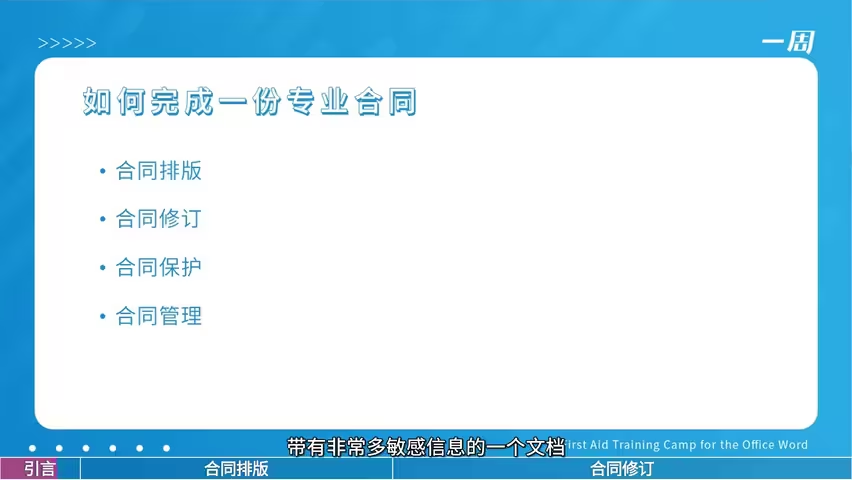 >>>>>
一周
如何完成一份专业合同
• 合同排版
• 合同修订
• 合同保护
• 合同管理
带有非常多敏感信息的一个文档
First Aid Training Camp for the Office Word
引言
合同排版
合同修订